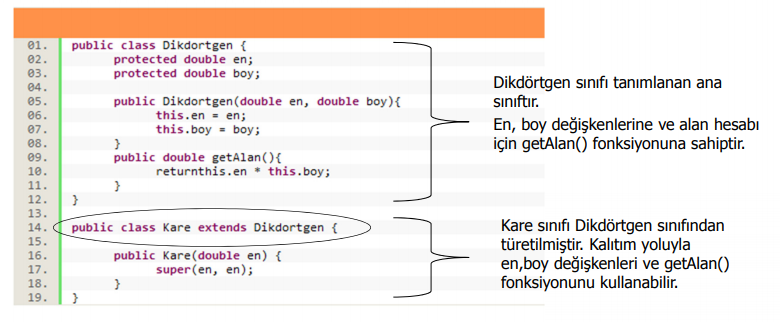 01. public class Dikdortgen {
02. protected double en;
03. protected double boy;
04.
05. public Dikdortgen(double en, double boy){
06. this.en = en;
07. this.boy = boy;
08. }
09. public double getAlan(){
10. returnthis.en * this.boy;
11. }
12. }
13.
14. public class Kare extends Dikdortgen {
15.
16. public Kare(double en) {
17. super(en, en);
18. }
19. }
Dikdörtgen sınıfı tanımlanan ana
sınıftır.
En, boy değişkenlerine ve alan hesabı
için getAlan() fonksiyonuna sahiptir.
Kare sınıfı Dikdörtgen sınıfından
türetilmiştir. Kalıtım yoluyla
en,boy değişkenleri ve getAlan()
fonksiyonunu kullanabilir.